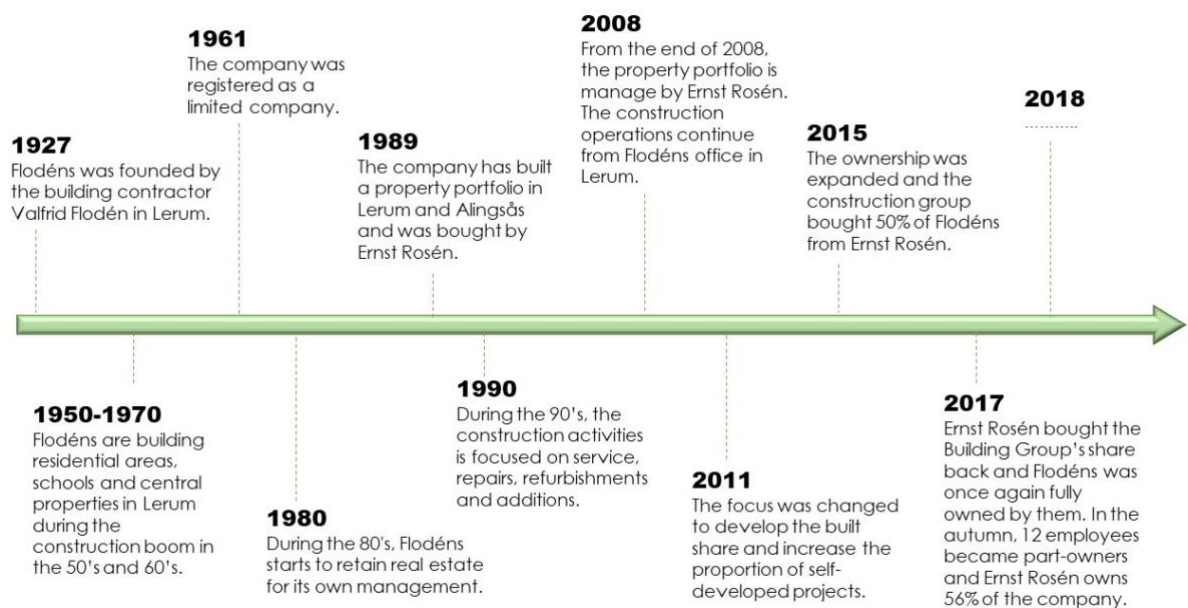 1927
Flodéns was founded by
the building contractor
Valfrid Flodén in Lerum.
1950-1970
Flodéns are building
residential areas,
schools and central
properties in Lerum
during the
construction boom in
the 50's and 60's.
1961
The company was
registered as a
limited company.
1980
During the 80's, Flodéns
starts to retain real estate
for its own management.
1989
The company has built
a property portfolio in
Lerum and Alingsås
and was bought by
Ernst Rosén.
1990
During the 90's, the
construction activities
is focused on service,
repairs, refurbishments
and additions.
2008
From the end of 2008,
the property portfolio is
manage by Ernst Rosén.
The construction
operations continue
from Flodéns office in
Lerum.
2011
The focus was changed
to develop the built
share and increase the
proportion of self-
developed projects.
2015
The ownership was
expanded and the
construction group
bought 50% of Flodéns
from Ernst Rosén.
2017
Ernst Rosén bought the
Building Group's share
back and Flodéns was
once again fully
owned by them. In the
autumn, 12 employees
became part-owners
and Ernst Rosén owns
56% of the company.
2018
............